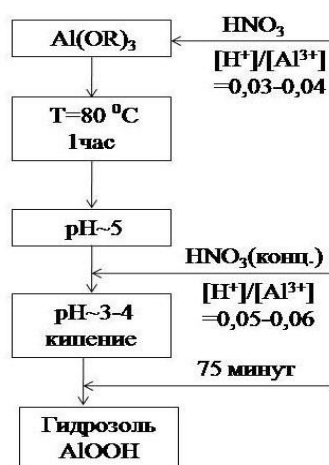 Al(OR)₃
HNO₃
[H⁺]/[Al³⁺]
=0,03-0,04
T=80 ⁰C
1час
pH~5
HNO₃(конц.)
[H⁺]/[Al³⁺]
=0,05-0,06
pH~3-4
кипение
75 минут
Гидрозоль
AlOOH